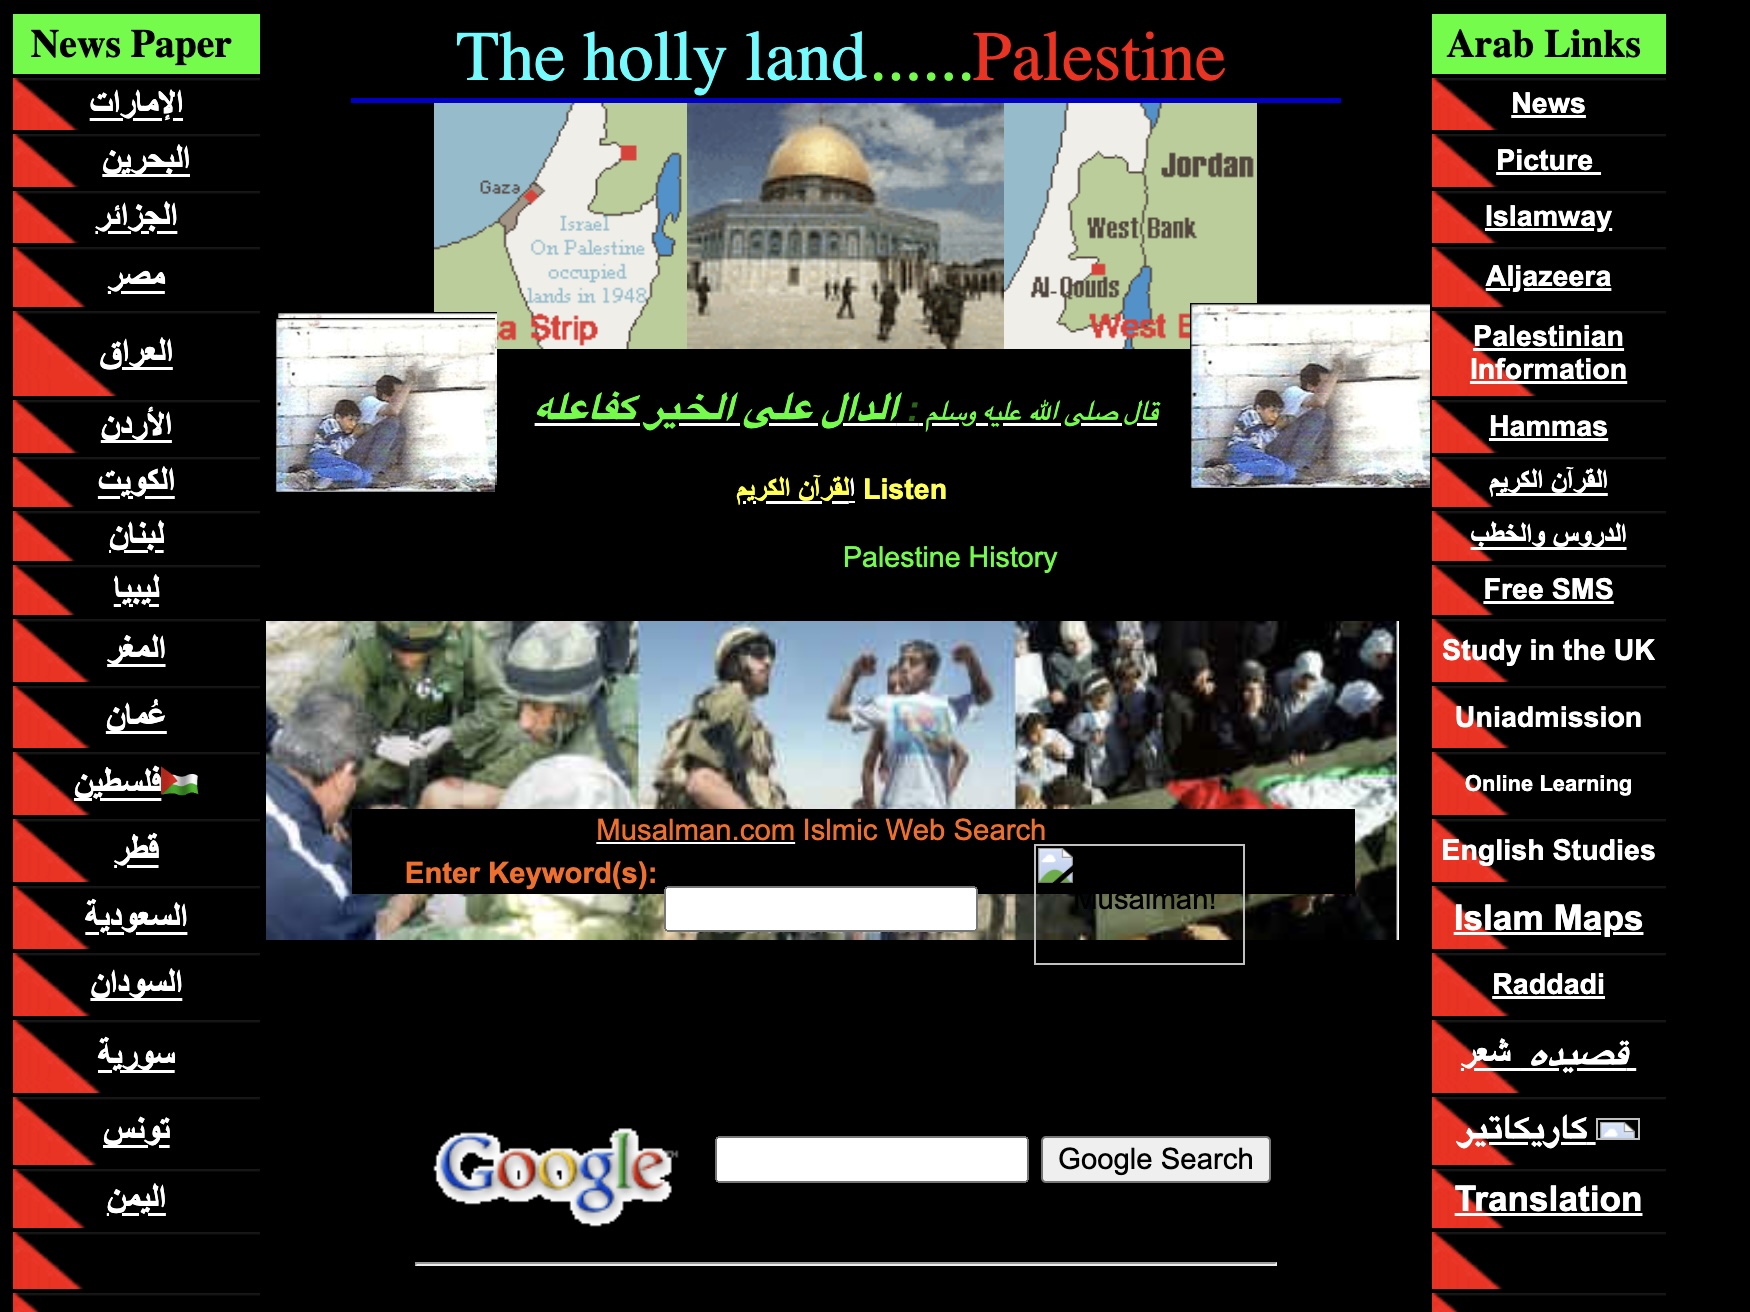 News Paper
الإمارات
البحرين
الجزائر
مصر
العراق
الأردن
الكويت
لبنان
ليبيا
المغر
عُمان
فلسطين
قطر
السعودية
السودان
سورية
تونس
اليمن
The holly land......Palestine
Gaza
Israel
On Palestine
occupied
lands in 1948
a Strip
Jordan
West Bank
Al-Qouds
West B
قال صلى الله عليه وسلم : الدال على الخير كفاعله
القرآن الكريم Listen
Palestine History
Musalman.com Islmic Web Search
Enter Keyword(s):
Musalman!
Google
Google Search
Arab Links
News
Picture
Islamway
Aljazeera
Palestinian
Information
Hammas
القرآن الكريم
الدروس والخطب
Free SMS
Study in the UK
Uniadmission
Online Learning
English Studies
Islam Maps
Raddadi
قصيده شعر
كاريكاتير
Translation